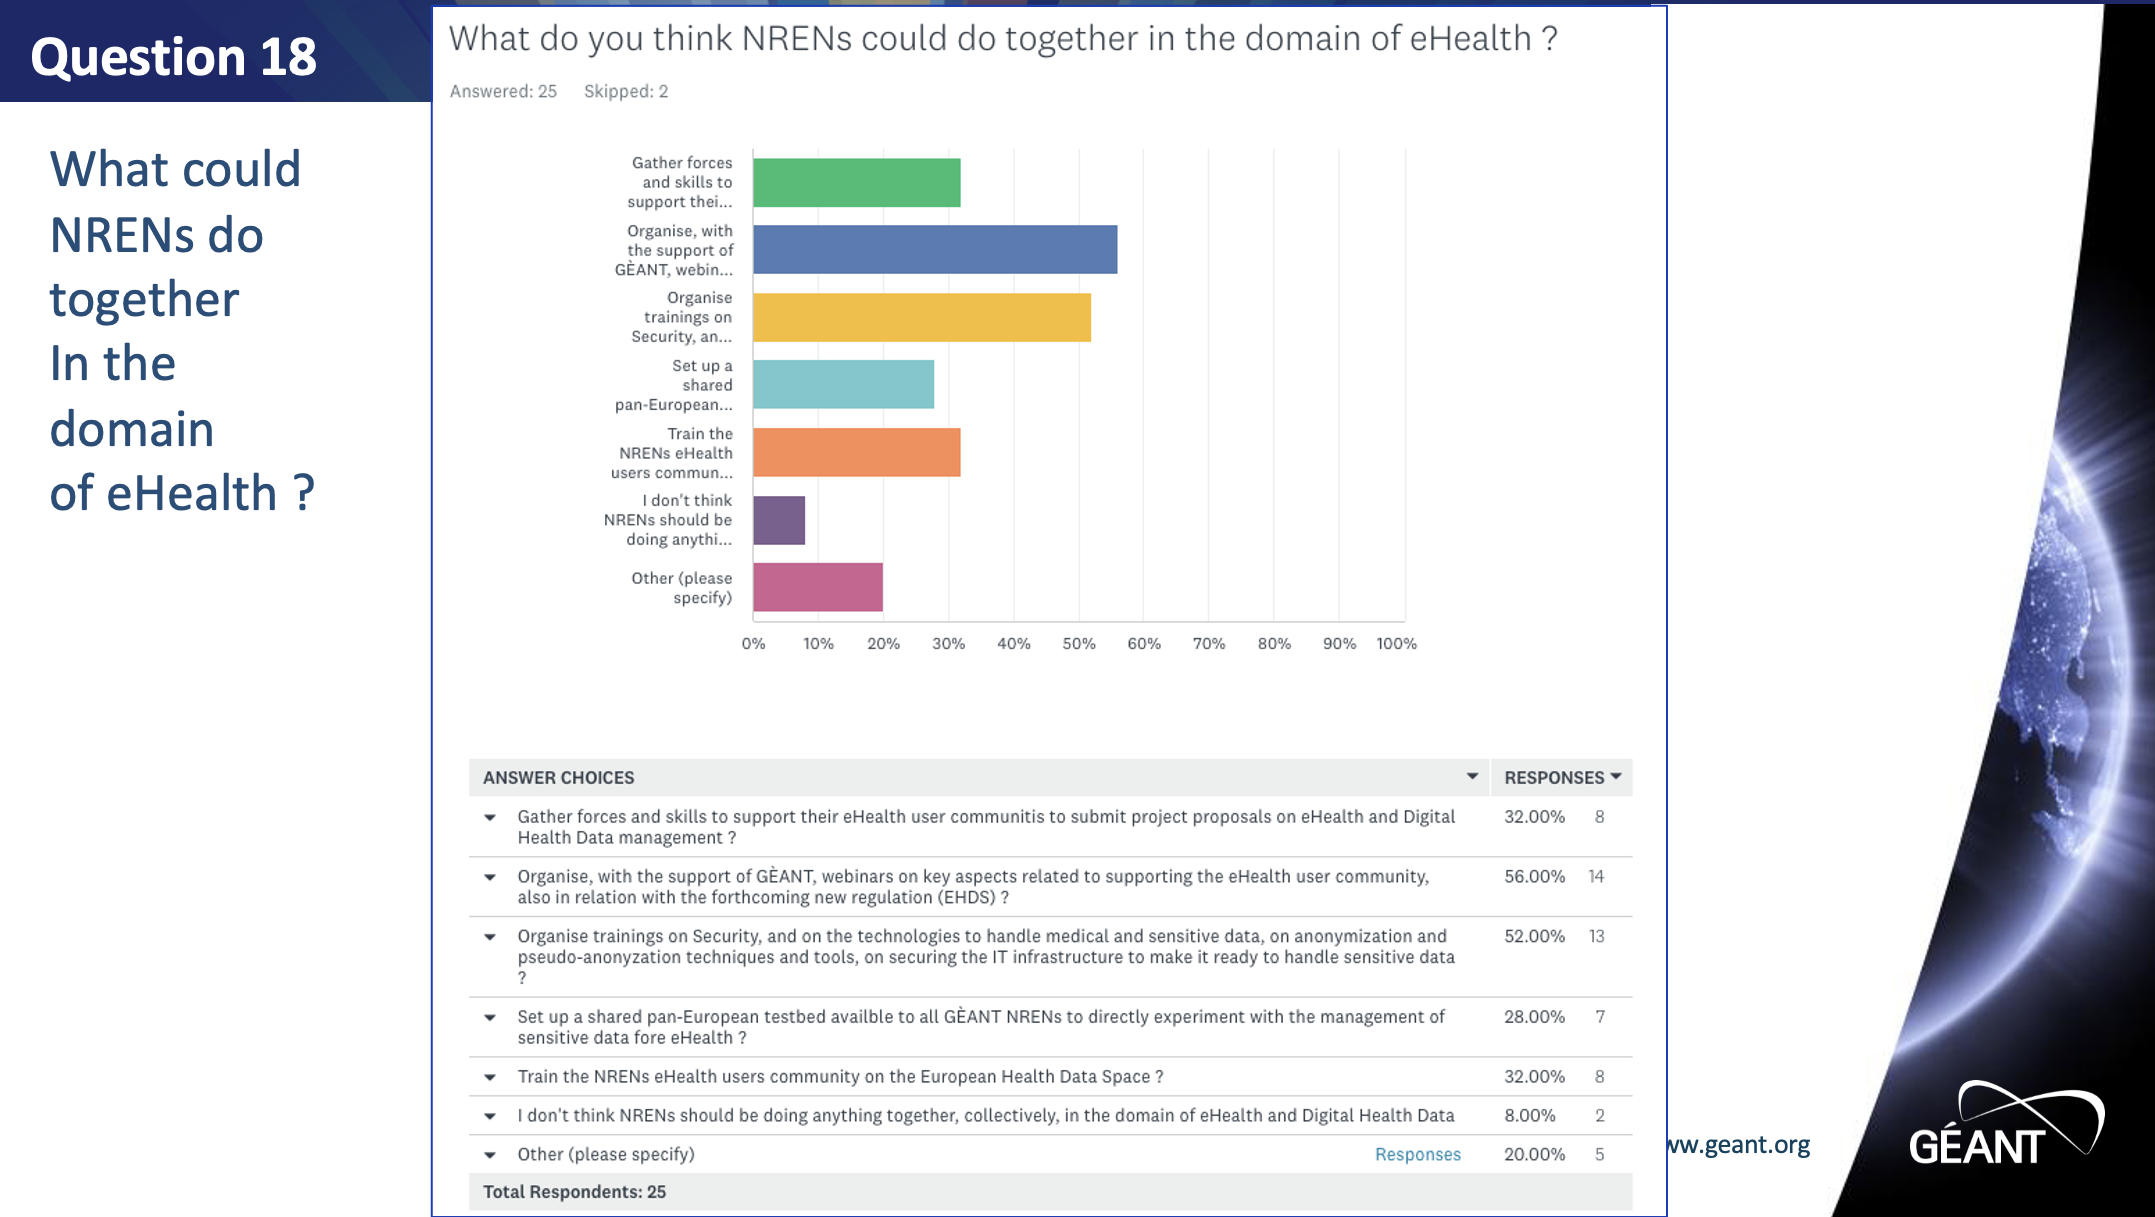 Question 18
What could
NRENs do
together
In the
domain
of eHealth ?
What do you think NRENs could do together in the domain of eHealth ?
Answered: 25 Skipped: 2
Gather forces
and skills to
support thei...
Organise, with
the support of
GÈANT, webin...
Organise
trainings on
Security, an...
Set up a
shared
pan-European...
Train the
NRENs eHealth
users commun...
I don't think
NRENs should be
doing anythi...
Other (please
specify)
0% 10% 20% 30% 40% 50% 60% 70% 80% 90% 100%
ANSWER CHOICES RESPONSES
Gather forces and skills to support their eHealth user communitis to submit project proposals on eHealth and Digital 32.00% 8
Health Data management ?
Organise, with the support of GÈANT, webinars on key aspects related to supporting the eHealth user community, 56.00% 14
also in relation with the forthcoming new regulation (EHDS) ?
Organise trainings on Security, and on the technologies to handle medical and sensitive data, on anonymization and 52.00% 13
pseudo-anonyzation techniques and tools, on securing the IT infrastructure to make it ready to handle sensitive data
?
Set up a shared pan-European testbed availble to all GÈANT NRENs to directly experiment with the management of 28.00% 7
sensitive data fore eHealth ?
Train the NRENs eHealth users community on the European Health Data Space ? 32.00% 8
I don't think NRENs should be doing anything together, collectively, in the domain of eHealth and Digital Health Data 8.00% 2
Other (please specify) Responses 20.00% 5
Total Respondents: 25
ww.geant.org
GÉANT